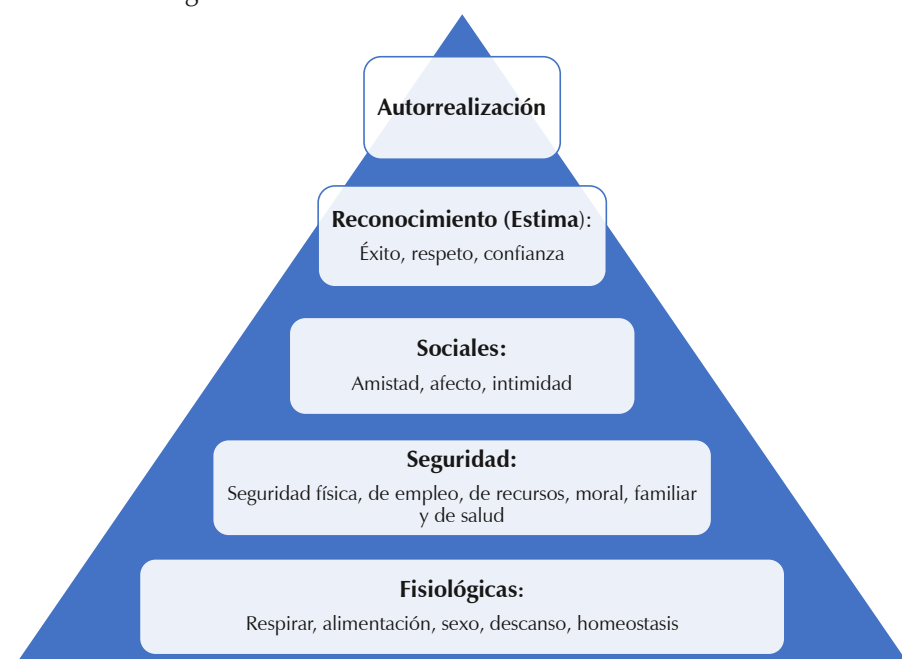 Autorrealización
Reconocimiento (Estima):
Éxito, respeto, confianza
Sociales:
Amistad, afecto, intimidad
Seguridad:
Seguridad física, de empleo, de recursos, moral, familiar
y de salud
Fisiológicas:
Respirar, alimentación, sexo, descanso, homeostasis